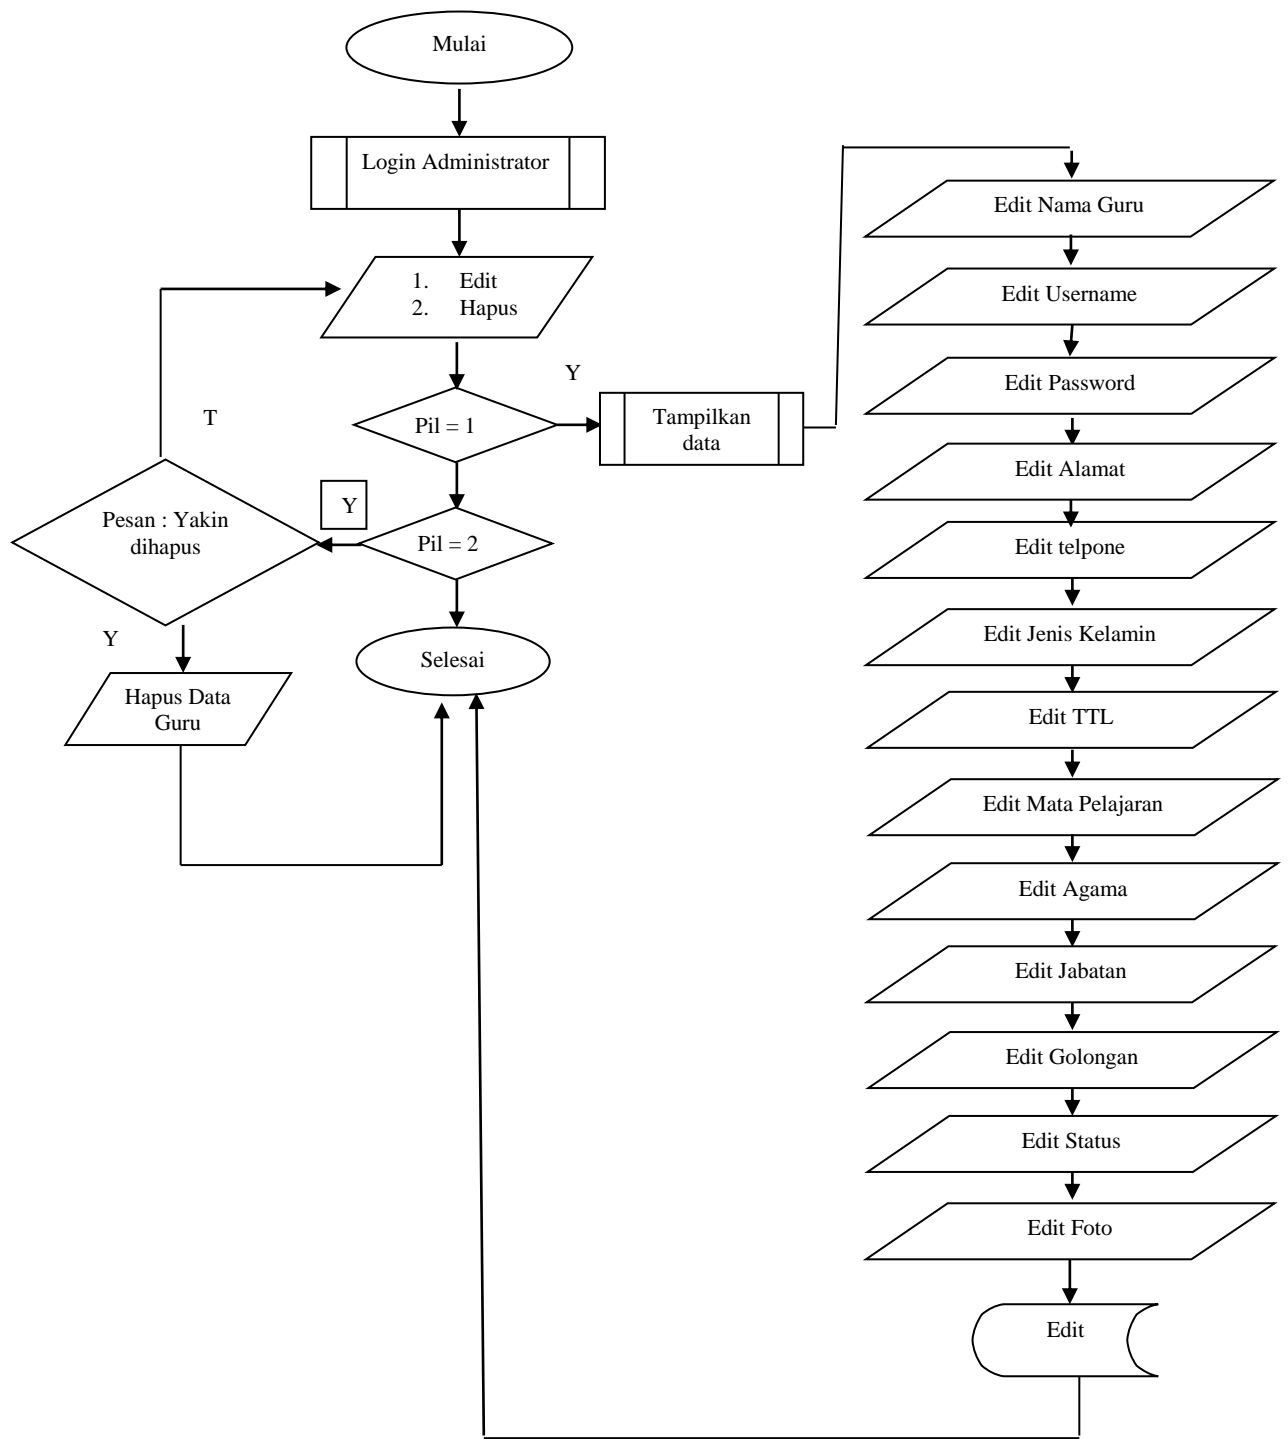 Mulai
Login Administrator
1. Edit
2. Hapus
Y
Pil = 1
Tampilkan
data
T
Y
Pil = 2
Pesan : Yakin
dihapus
Y
Hapus Data
Guru
Selesai
Edit Nama Guru
Edit Username
Edit Password
Edit Alamat
Edit telpone
Edit Jenis Kelamin
Edit TTL
Edit Mata Pelajaran
Edit Agama
Edit Jabatan
Edit Golongan
Edit Status
Edit Foto
Edit